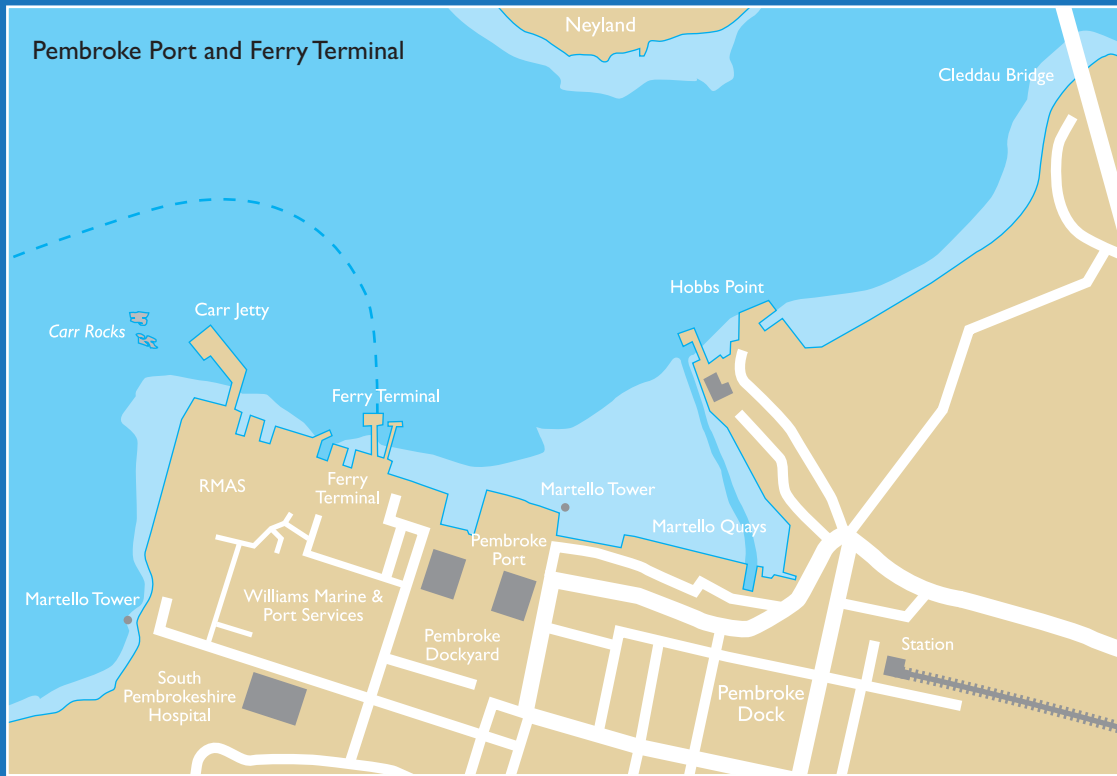 Neyland
Pembroke Port and Ferry Terminal
Cleddau Bridge
Hobbs Point
Carr Jetty
Carr Rocks
Ferry Terminal
RMAS
Ferry
Terminal
Martello Tower
Martello Quays
Pembroke
Port
Martello Tower
Williams Marine &
Port Services
Pembroke
Dockyard
Station
South
Pembrokeshire
Hospital
Pembroke
Dock